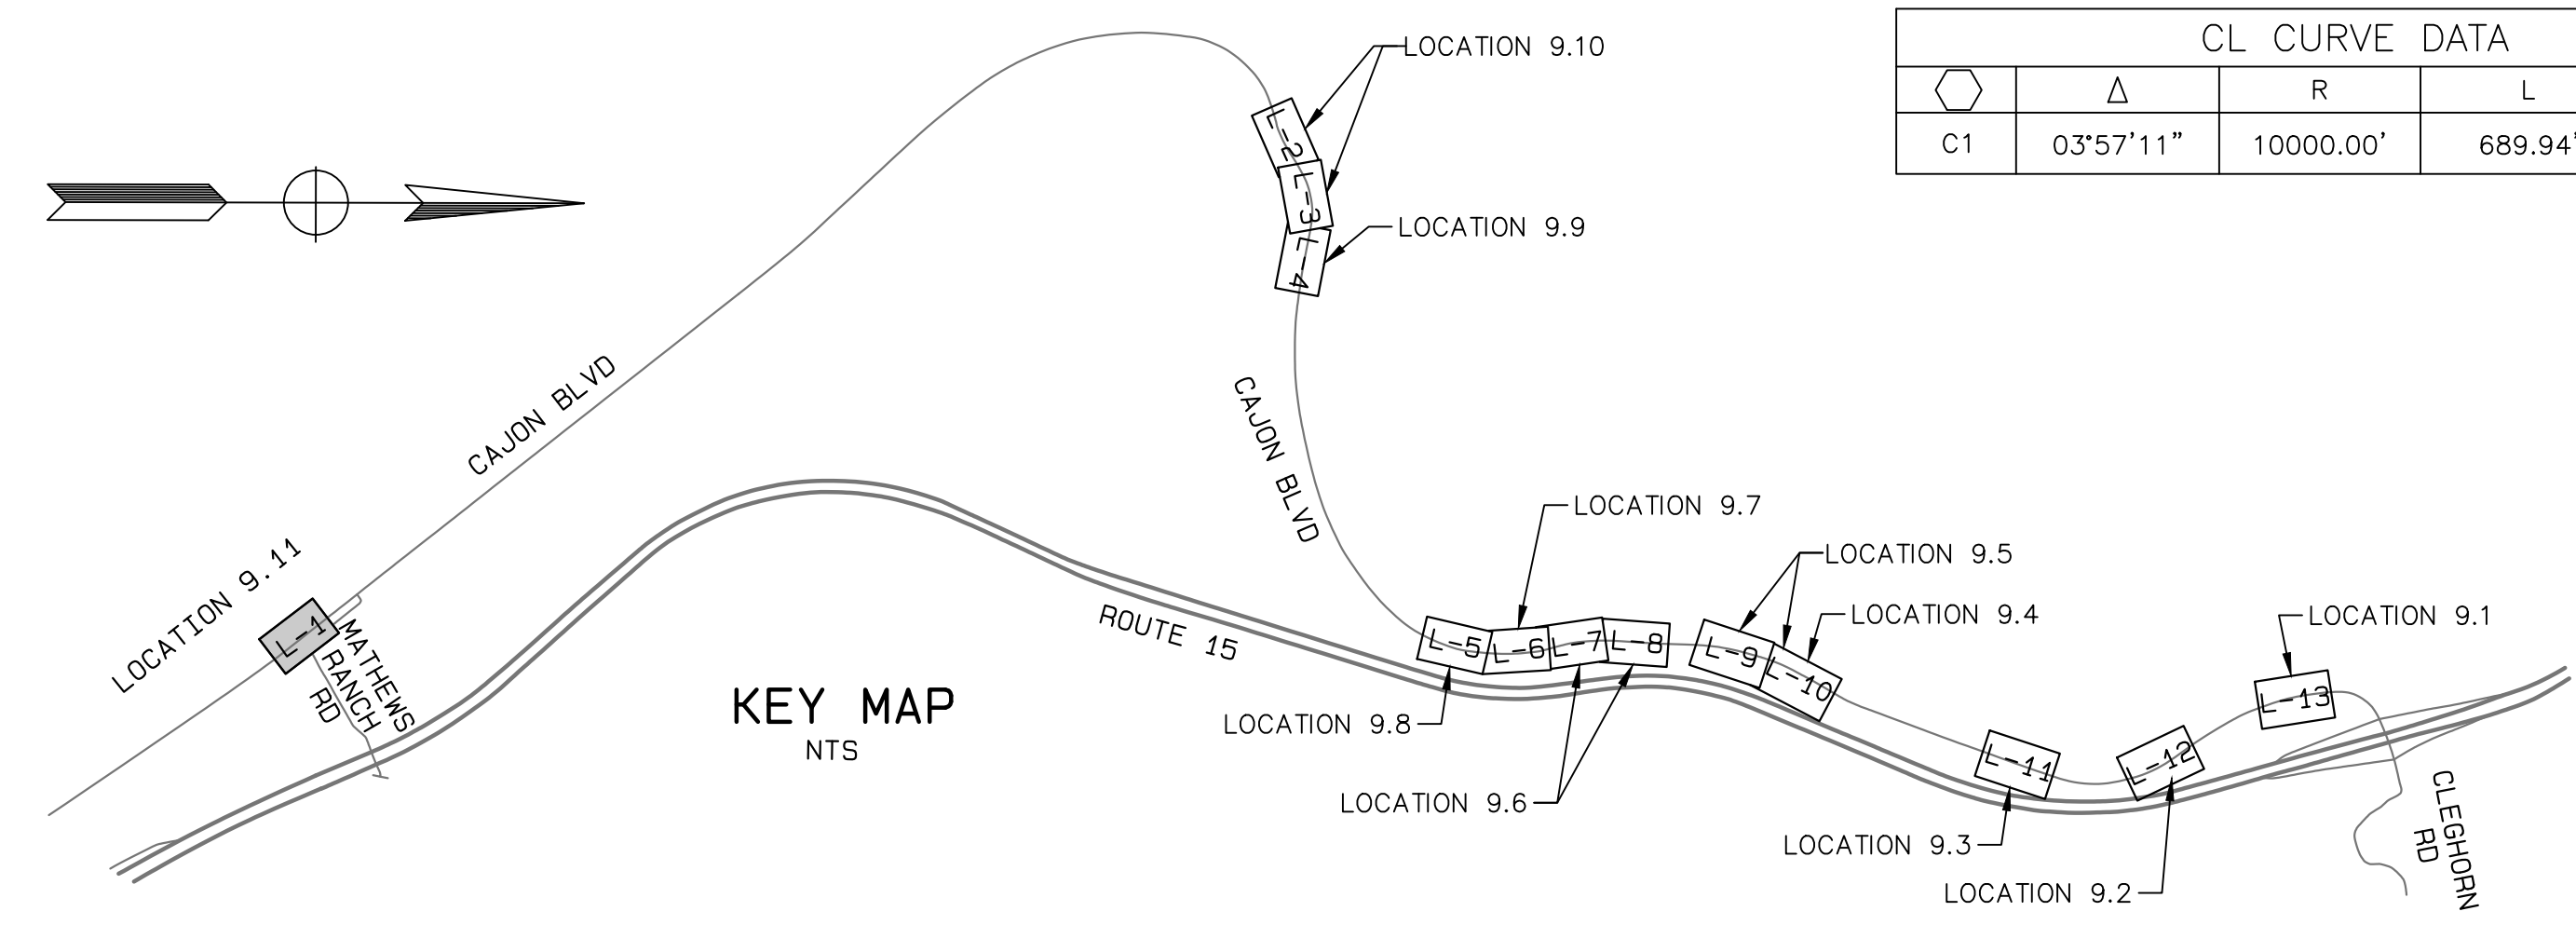 CL CURVE DATA
Δ R L
C1 03°57'11" 10000.00' 689.94'
LOCATION 9.10
L-2
L-3
LOCATION 9.9
L-4
CAJON BLVD
CAJON BLVD
LOCATION 9.11
L-1
MATHEWS
RANCH
RD
ROUTE 15
KEY MAP
NTS
LOCATION 9.7
LOCATION 9.5
LOCATION 9.4
LOCATION 9.1
L-5
L-6
L-7
L-8
L-9
L-10
L-11
L-12
L-13
LOCATION 9.8
LOCATION 9.6
LOCATION 9.3
LOCATION 9.2
CLEGHORN
RD